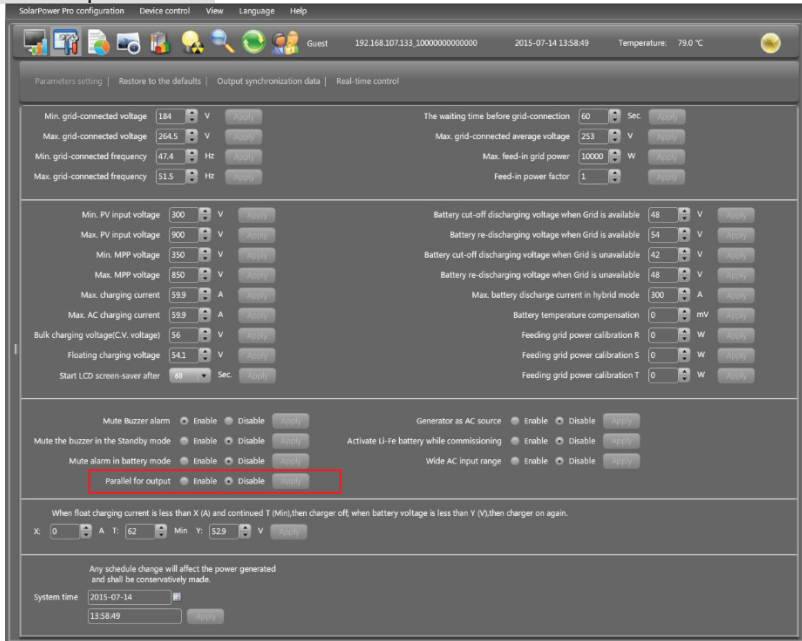 SolarPower Pro configuration Device control View Language Help
Guest 192.168.107.133_10000000000000 2015-07-14 13:58:49 Temperature: 79.0 ℃
Parameters setting | Restore to the defaults | Output synchronization data | Real-time control
Min. grid-connected voltage 184 V Apply The waiting time before grid-connection 60 Sec. Apply
Max. grid-connected voltage 264.5 V Apply Max. grid-connected average voltage 253 V Apply
Min. grid-connected frequency 47.4 Hz Apply Max. feed-in grid power 10000 W Apply
Max. grid-connected frequency 51.5 Hz Apply Feed-in power factor 1 Apply
Min. PV input voltage 300 V Apply Battery cut-off discharging voltage when Grid is available 48 V Apply
Max. PV input voltage 900 V Apply Battery re-discharging voltage when Grid is available 54 V Apply
Min. MPP voltage 350 V Apply Battery cut-off discharging voltage when Grid is unavailable 42 V Apply
Max. MPP voltage 850 V Apply Battery re-discharging voltage when Grid is unavailable 48 V Apply
Max. charging current 59.9 A Apply Max. battery discharge current in hybrid mode 300 A Apply
Max. AC charging current 59.9 A Apply Battery temperature compensation 0 mV Apply
Bulk charging voltage(C.V. voltage) 56 V Apply Feeding grid power calibration R 0 W Apply
Floating charging voltage 54.1 V Apply Feeding grid power calibration S 0 W Apply
Start LCD screen-saver after 60 Sec. Apply Feeding grid power calibration T 0 W Apply
Mute Buzzer alarm Enable Disable Apply Generator as AC source Enable Disable Apply
Mute the buzzer in the Standby mode Enable Disable Apply Activate Li-Fe battery while commissioning Enable Disable Apply
Mute alarm in battery mode Enable Disable Apply Wide AC input range Enable Disable Apply
Parallel for output Enable Disable Apply
When float charging current is less than X (A) and continued T (Min),then charger off; when battery voltage is less than Y (V),then charger on again.
X: 0 A T: 62 Min Y: 52.9 V Apply
Any schedule change will affect the power generated
and shall be conservatively made.
System time 2015-07-14
13:58:49 Apply